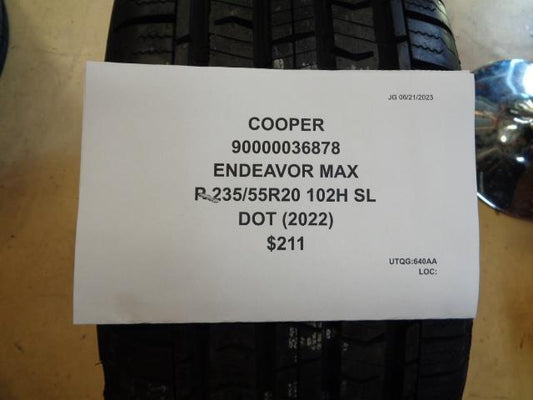 JG 06/21/2023
COOPER
90000036878
ENDEAVOR MAX
P 235/55R20 102H SL
DOT (2022)
$211
UTQG:640AA
LOC: